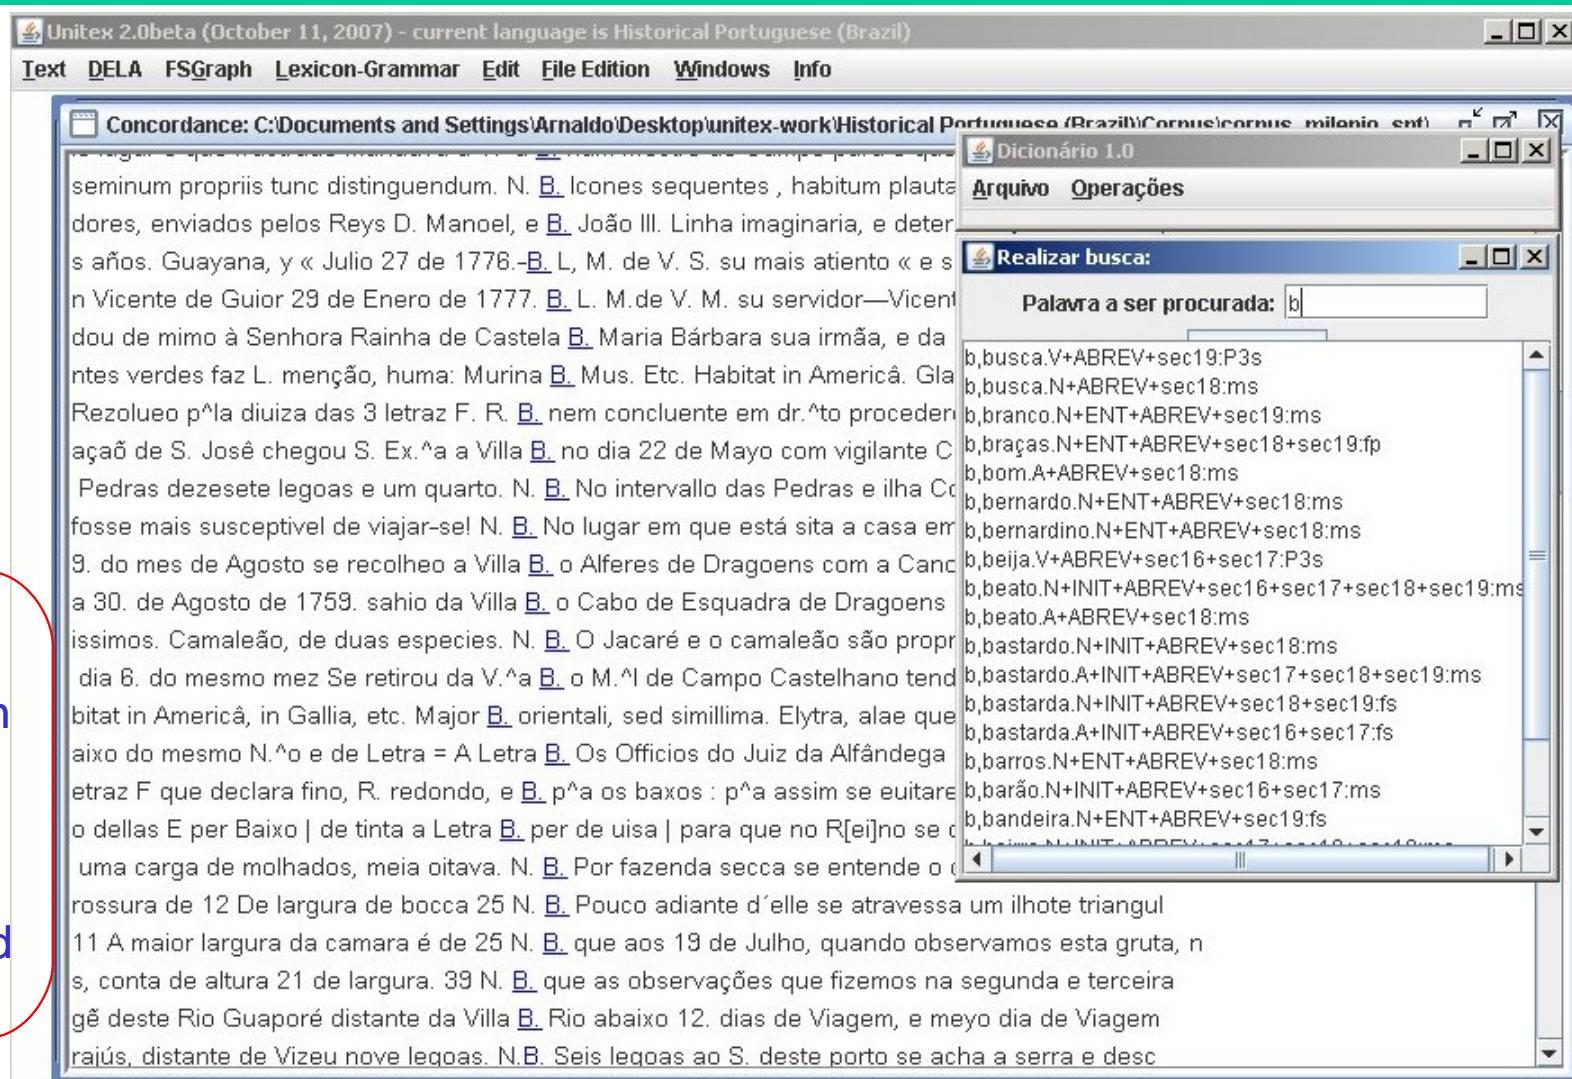 Unitex 2.0beta (October 11, 2007) - current language is Historical Portuguese (Brazil)
Text DELA FSGraph Lexicon-Grammar Edit File Edition Windows Info
Concordance: C:\Documents and Settings\Arnaldo\Desktop\unitex-work\Historical Portuguese (Brazil)\Corpus\corpus_milenio_snt\
seminum propriis tunc distinguendum. N. B. Icones sequentes , habitum plauta
dores, enviados pelos Reys D. Manoel, e B. João III. Linha imaginaria, e deter
s años. Guayana, y « Julio 27 de 1776.-B. L, M. de V. S. su mais atiento « e s
n Vicente de Guior 29 de Enero de 1777. B. L. M.de V. M. su servidor—Vicent
dou de mimo à Senhora Rainha de Castela B. Maria Bárbara sua irmãa, e da
ntes verdes faz L. menção, huma: Murina B. Mus. Etc. Habitat in Americâ. Gla
Rezolueo p^la diuiza das 3 letraz F. R. B. nem concluente em dr.^to proceder
açaõ de S. Josê chegou S. Ex.^a a Villa B. no dia 22 de Mayo com vigilante C
Pedras dezesete legoas e um quarto. N. B. No intervallo das Pedras e ilha Co
fosse mais susceptivel de viajar-se! N. B. No lugar em que está sita a casa em
9. do mes de Agosto se recolheo a Villa B. o Alferes de Dragoens com a Cano
a 30. de Agosto de 1759. sahio da Villa B. o Cabo de Esquadra de Dragoens
issimos. Camaleão, de duas especies. N. B. O Jacaré e o camaleão são propr
dia 6. do mesmo mez Se retirou da V.^a B. o M.^l de Campo Castelhano tend
bitat in Americâ, in Gallia, etc. Major B. orientali, sed simillima. Elytra, alae que
aixo do mesmo N.^o e de Letra = A Letra B. Os Officios do Juiz da Alfândega
etraz F que declara fino, R. redondo, e B. p^a os baxos : p^a assim se euitare
o dellas E per Baixo | de tinta a Letra B. per de uisa | para que no R[ei]no se
uma carga de molhados, meia oitava. N. B. Por fazenda secca se entende o
rossura de 12 De largura de bocca 25 N. B. Pouco adiante d´elle se atravessa um ilhote triangul
11 A maior largura da camara é de 25 N. B. que aos 19 de Julho, quando observamos esta gruta, n
s, conta de altura 21 de largura. 39 N. B. que as observações que fizemos na segunda e terceira
gẽ deste Rio Guaporé distante da Villa B. Rio abaixo 12. dias de Viagem, e meyo dia de Viagem
rajús, distante de Vizeu nove legoas. N.B. Seis legoas ao S. deste porto se acha a serra e desc
Dicionário 1.0
Arquivo Operações
Realizar busca:
Palavra a ser procurada: b
b,busca.V+ABREV+sec19:P3s
b,busca.N+ABREV+sec18:ms
b,branco.N+ENT+ABREV+sec19:ms
b,braças.N+ENT+ABREV+sec18+sec19:fp
b,bom.A+ABREV+sec18:ms
b,bernardo.N+ENT+ABREV+sec18:ms
b,bernardino.N+ENT+ABREV+sec18:ms
b,beija.V+ABREV+sec16+sec17:P3s
b,beato.N+INIT+ABREV+sec16+sec17+sec18+sec19:ms
b,beato.A+ABREV+sec18:ms
b,bastardo.N+INIT+ABREV+sec18:ms
b,bastardo.A+INIT+ABREV+sec17+sec18+sec19:ms
b,bastarda.N+INIT+ABREV+sec18+sec19:fs
b,bastarda.A+INIT+ABREV+sec16+sec17:fs
b,barros.N+ENT+ABREV+sec18:ms
b,barão.N+INIT+ABREV+sec16+sec17:ms
b,bandeira.N+ENT+ABREV+sec19:fs